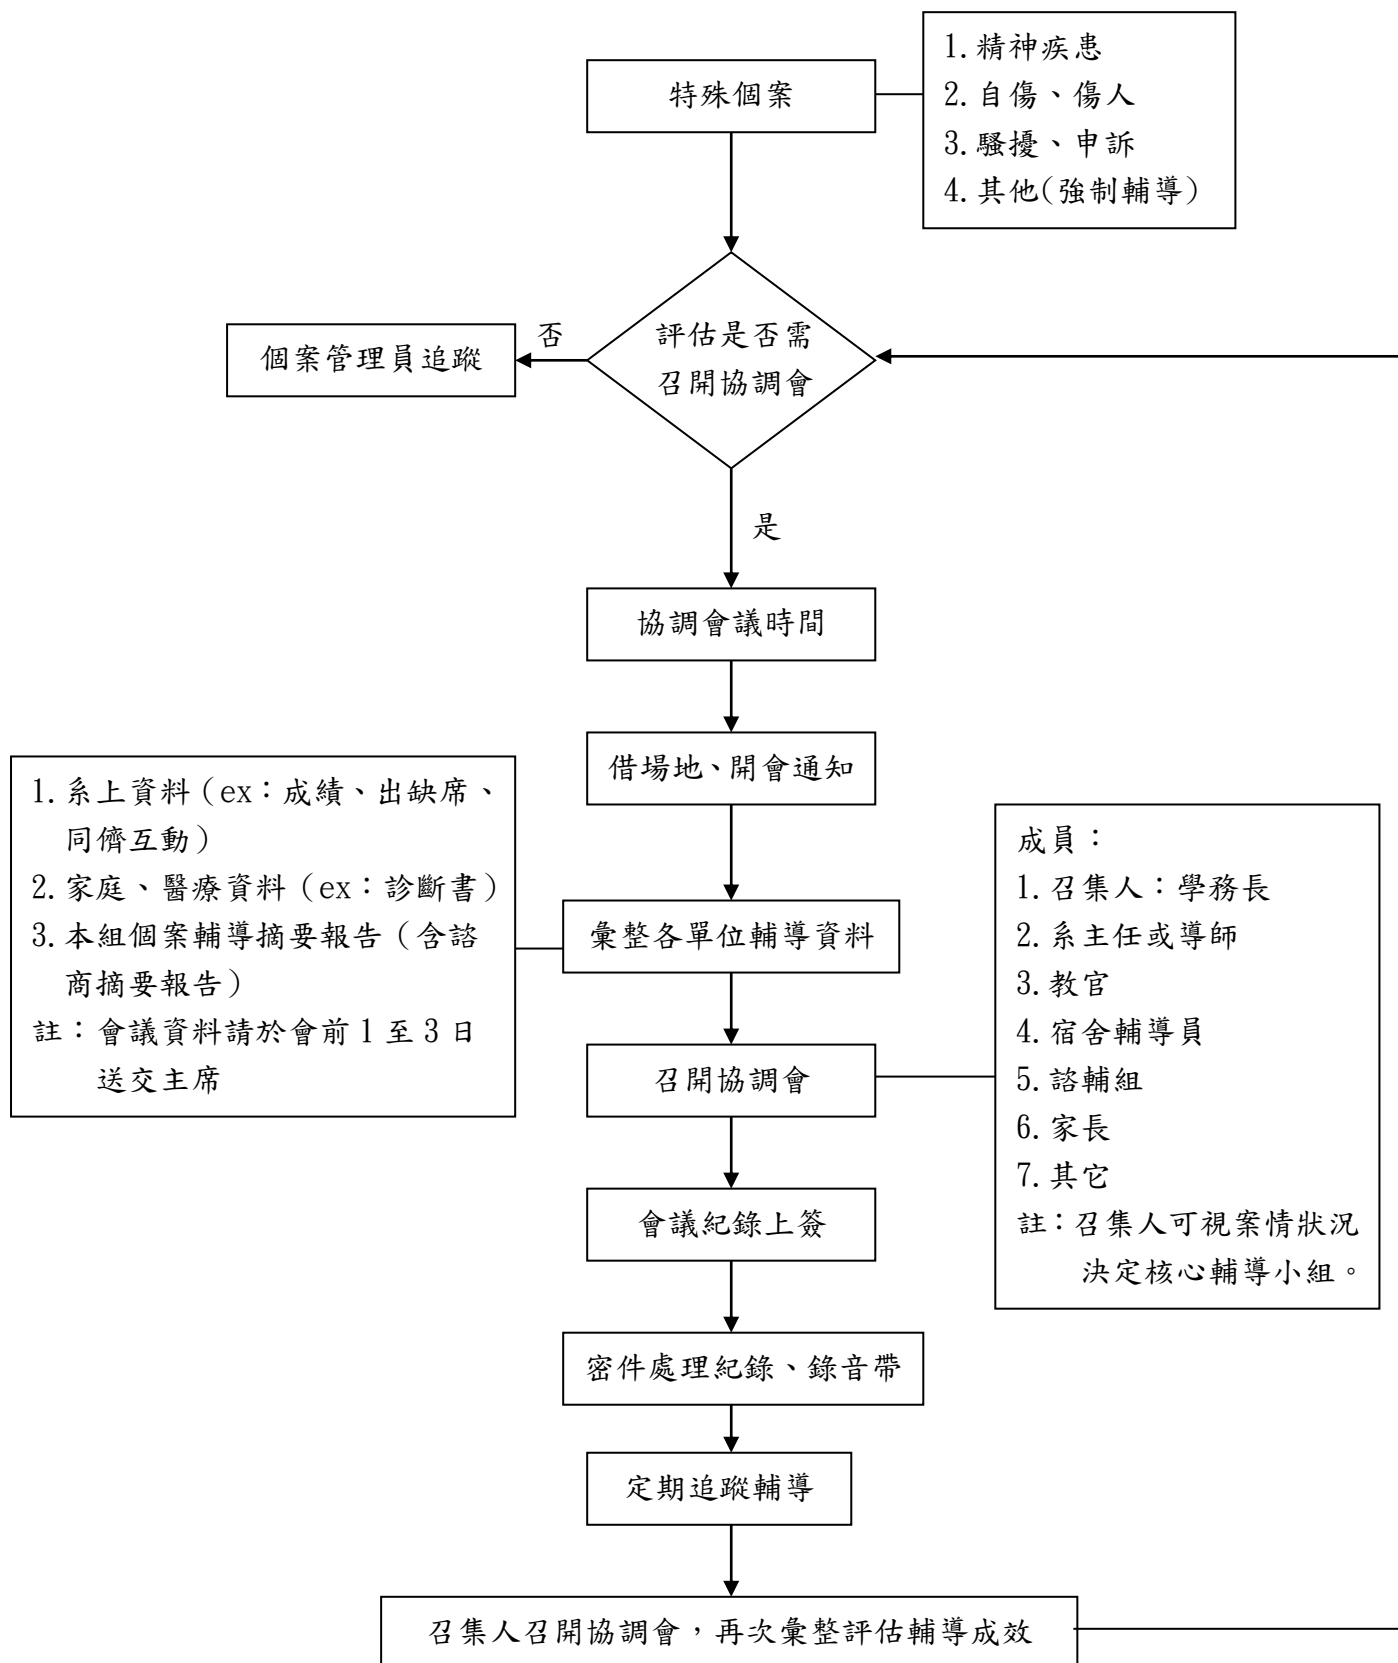 特殊個案
1.精神疾患
2.自傷、傷人
3.騷擾、申訴
4.其他(強制輔導)
評估是否需
召開協調會
否
個案管理員追蹤
是
協調會議時間
借場地、開會通知
1.系上資料(ex：成績、出缺席、
同儕互動)
2.家庭、醫療資料(ex：診斷書)
3.本組個案輔導摘要報告(含諮
商摘要報告)
註：會議資料請於會前1至3日
送交主席
彙整各單位輔導資料
召開協調會
成員：
1.召集人：學務長
2.系主任或導師
3.教官
4.宿舍輔導員
5.諮輔組
6.家長
7.其它
註：召集人可視案情狀況
決定核心輔導小組。
會議紀錄上簽
密件處理紀錄、錄音帶
定期追蹤輔導
召集人召開協調會，再次彙整評估輔導成效